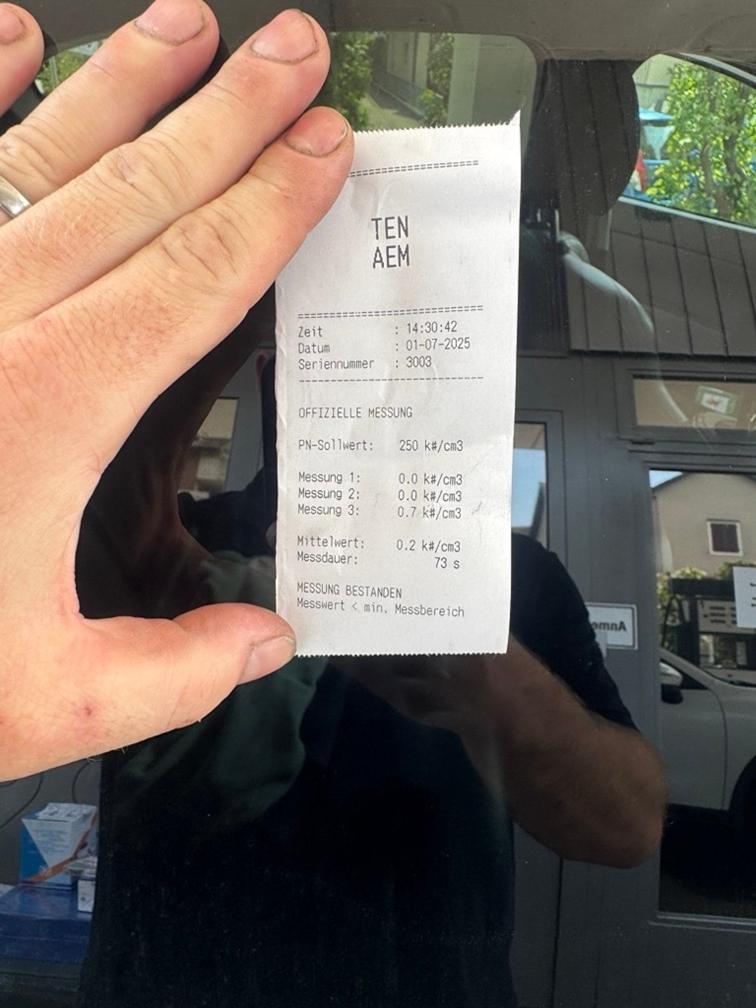 ===========================
TEN
AEM
===========================
Zeit : 14:30:42
Datum : 01-07-2025
Seriennummer : 3003
---------------------------
OFFIZIELLE MESSUNG
PN-Sollwert: 250 k#/cm3
Messung 1: 0.0 k#/cm3
Messung 2: 0.0 k#/cm3
Messung 3: 0.7 k#/cm3
Mittelwert: 0.2 k#/cm3
Messdauer: 73 s
MESSUNG BESTANDEN
Messwert < min. Messbereich
Anme